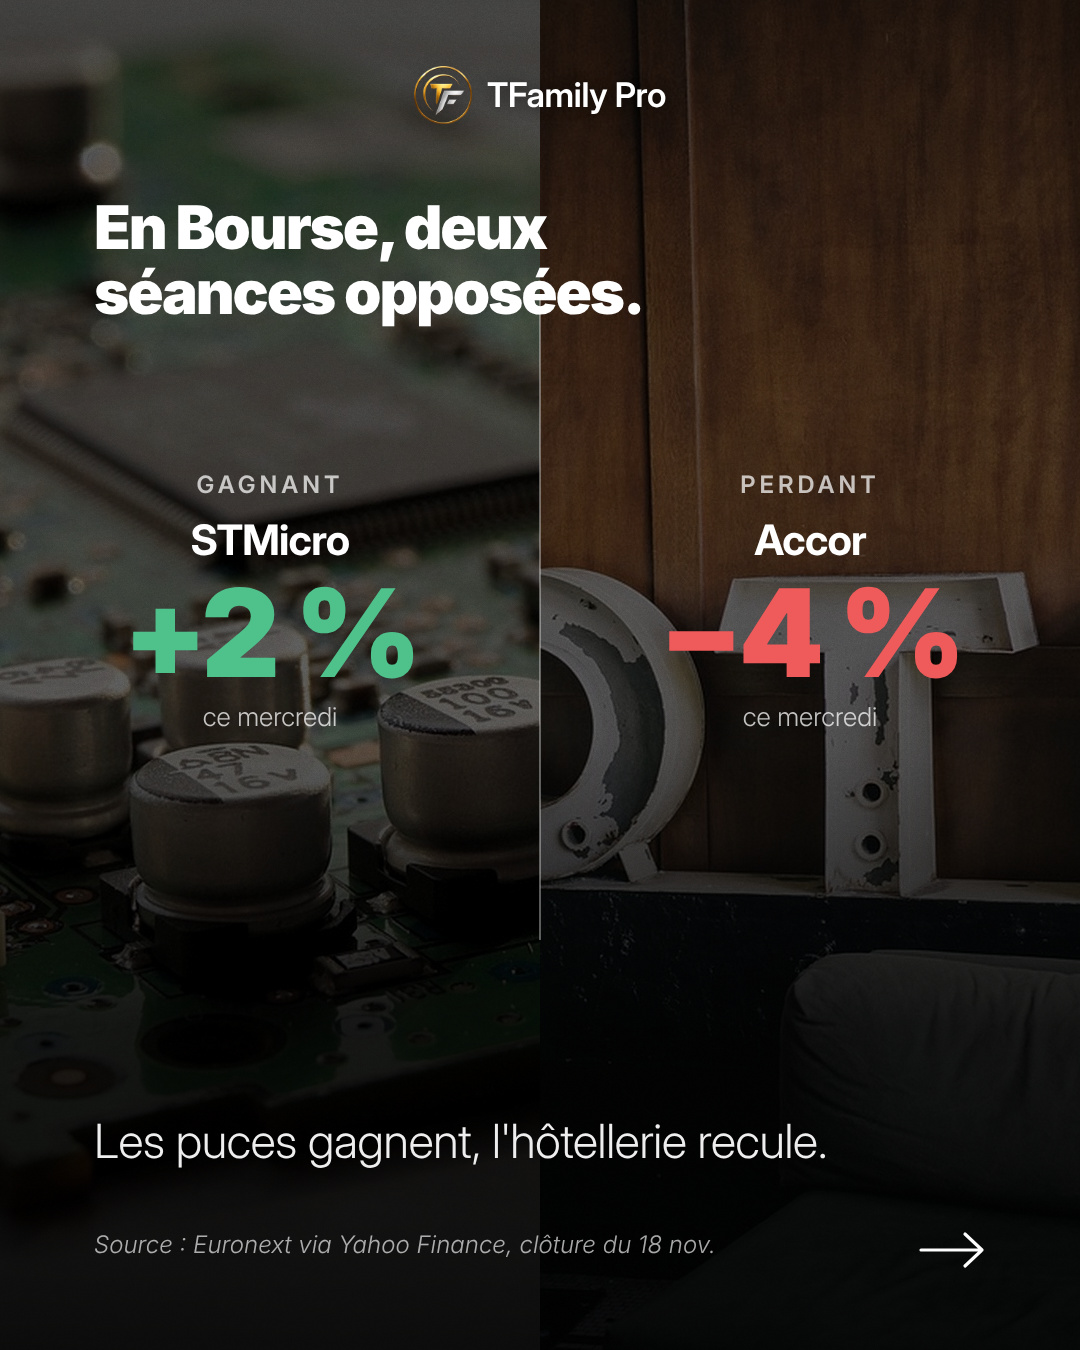 TF TFamily Pro
En Bourse, deux
séances opposées.
GAGNANT
STMicro
+2 %
ce mercredi
PERDANT
Accor
−4 %
ce mercredi
Les puces gagnent, l'hôtellerie recule.
Source : Euronext via Yahoo Finance, clôture du 18 nov.